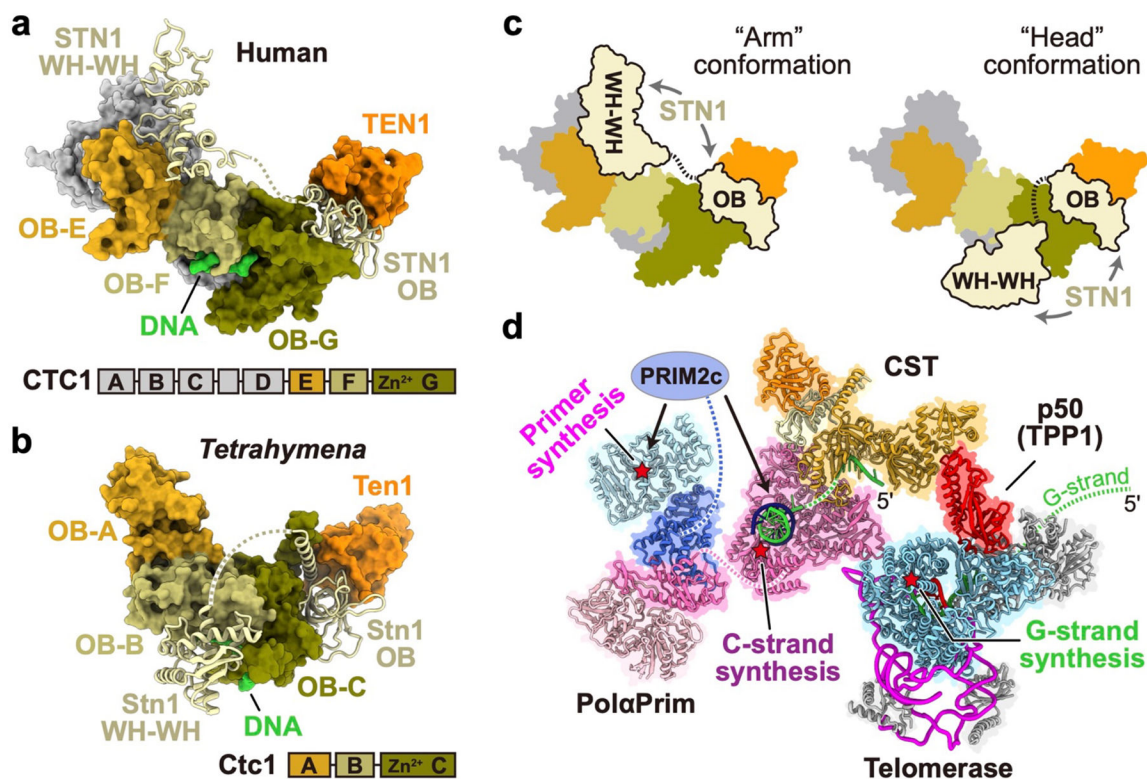 a
Human
STN1
WH-WH
TEN1
OB-E
OB-F
DNA
OB-G
STN1
OB
CTC1 A B C D E F Zn²⁺ G
b
Tetrahymena
OB-A
Ten1
OB-B
Stn1
OB
OB-C
Stn1
WH-WH
DNA
Ctc1 A B Zn²⁺ C
c
"Arm"
conformation
WH-WH
STN1
OB
"Head"
conformation
OB
WH-WH
STN1
d
PRIM2c
CST
Primer
synthesis
p50
(TPP1)
G-strand
5'
5'
C-strand
synthesis
G-strand
synthesis
PolαPrim
Telomerase